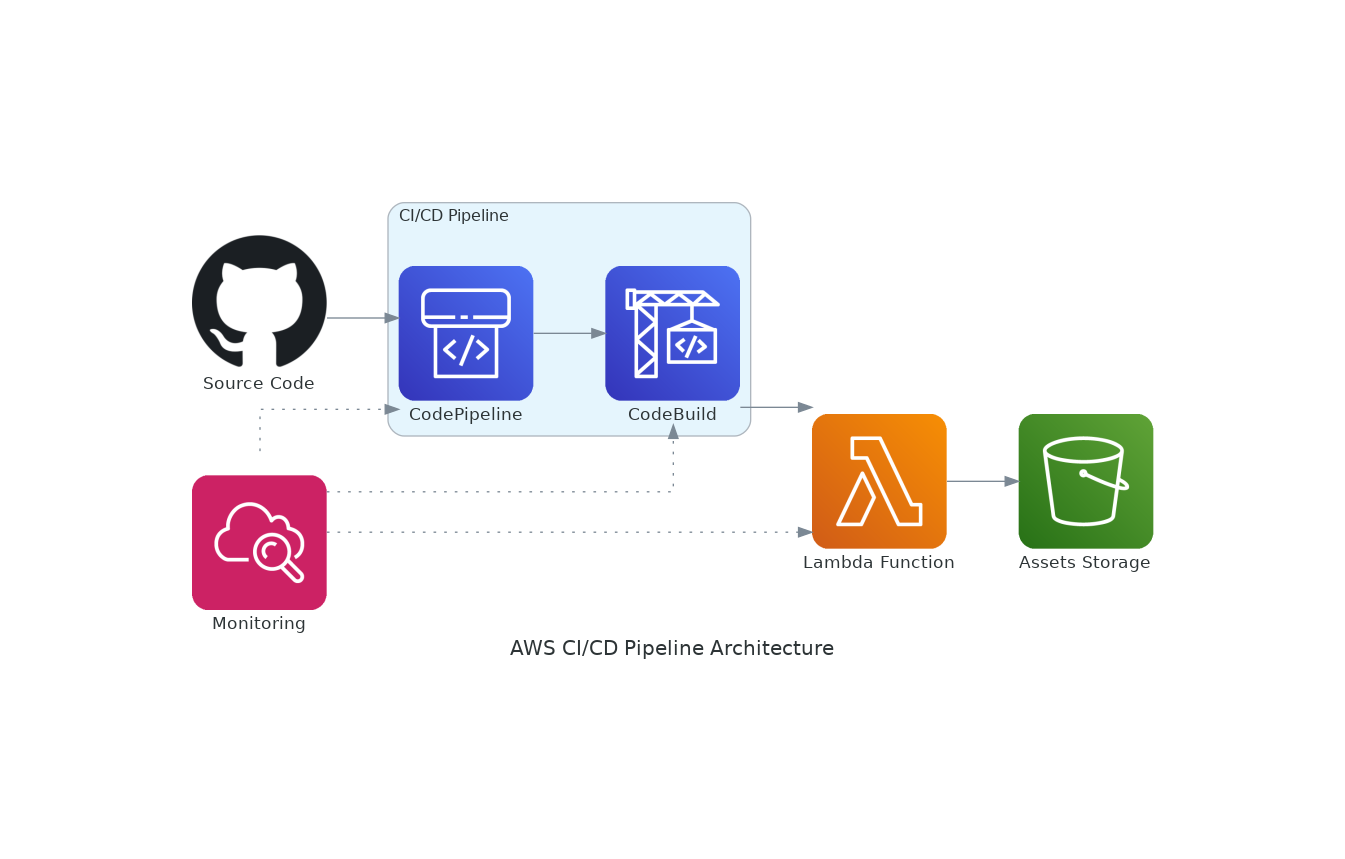 CI/CD Pipeline
Source Code
CodePipeline
CodeBuild
Lambda Function
Assets Storage
Monitoring
AWS CI/CD Pipeline Architecture